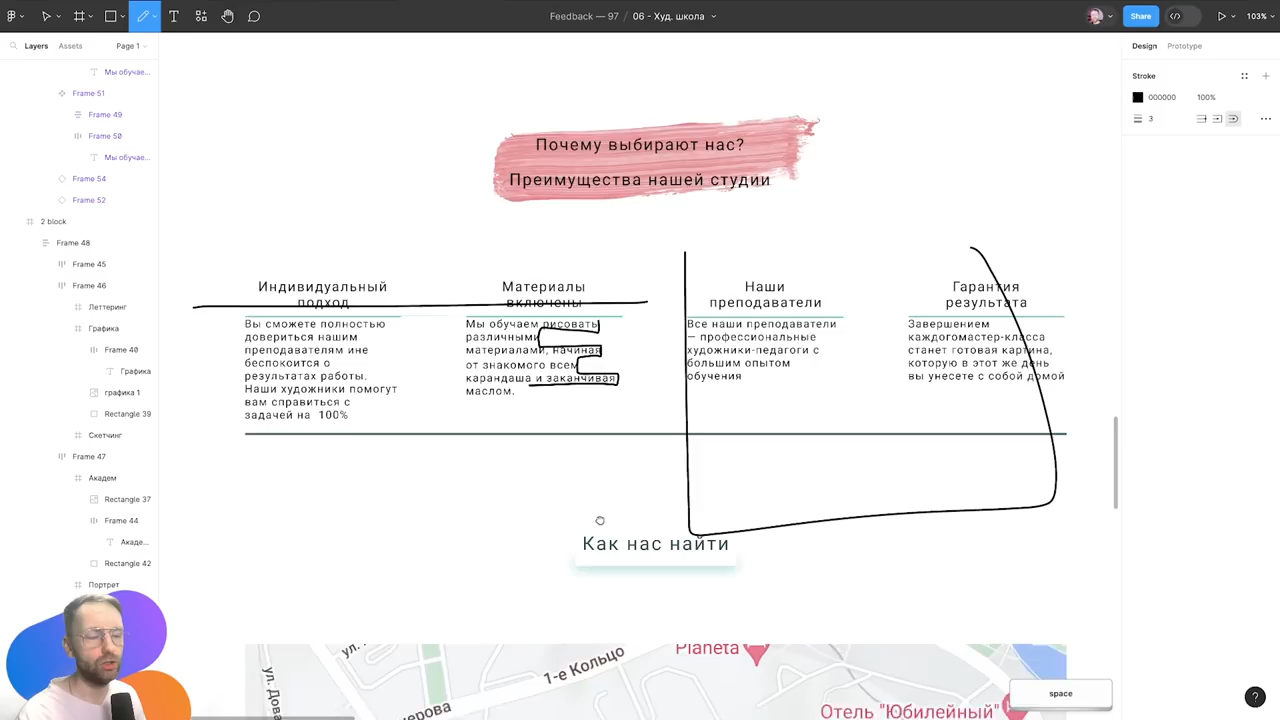 Feedback — 97 / 06 - Худ. школа
Share
103%
Layers
Assets
Page 1
Design
Prototype
Мы обучае...
Frame 51
Frame 49
Frame 50
Мы обучае...
Frame 54
Frame 52
2 block
Frame 48
Frame 45
Frame 46
Леттеринг
Графика
Frame 40
Графика
графика 1
Rectangle 39
Скетчинг
Frame 47
Академ
Rectangle 37
Frame 44
Акаде...
Rectangle 42
Портрет
Stroke
000000
100%
3
Почему выбирают нас?
Преимущества нашей студии
Индивидуальный
подход
Вы сможете полностью
довериться нашим
преподавателям ине
беспокоится о
результатах работы.
Наши художники помогут
вам справиться с
задачей на 100%
Материалы
включены
Мы обучаем рисовать
различными
материалами, начиная
от знакомого всем
карандаша и заканчивая
маслом.
Наши
преподаватели
Все наши преподаватели
— профессиональные
художники-педагоги с
большим опытом
обучения
Гарантия
результата
Завершением
каждогомастер-класса
станет готовая картина,
которую в этот же день
вы унесете с собой домой
Как нас найти
Planeta
1-е Кольцо
ул. Дова
черова
Отель "Юбилейный"
space
?